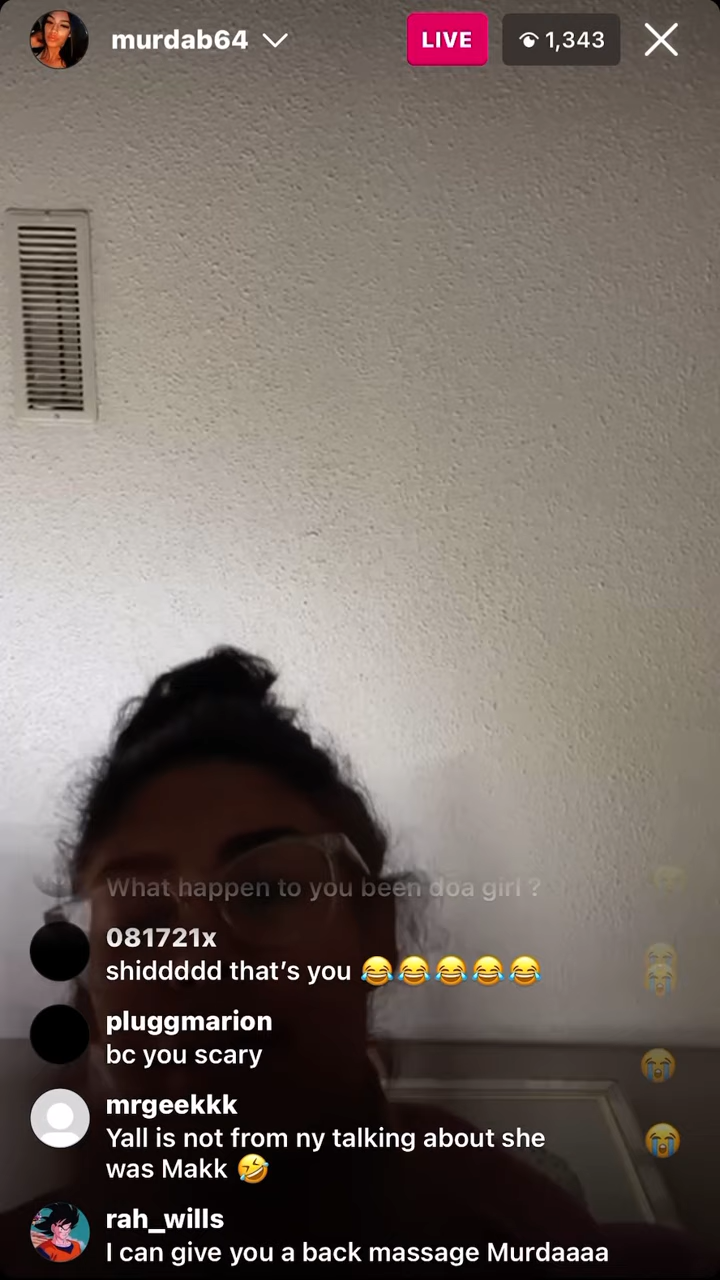 murdab64
LIVE
1,343
What happen to you been doa girl ?
081721x
shiddddd that's you 😂😂😂😂😂
pluggmarion
bc you scary
mrgeekkk
Yall is not from ny talking about she
was Makk 🤣
rah_wills
I can give you a back massage Murdaaaa